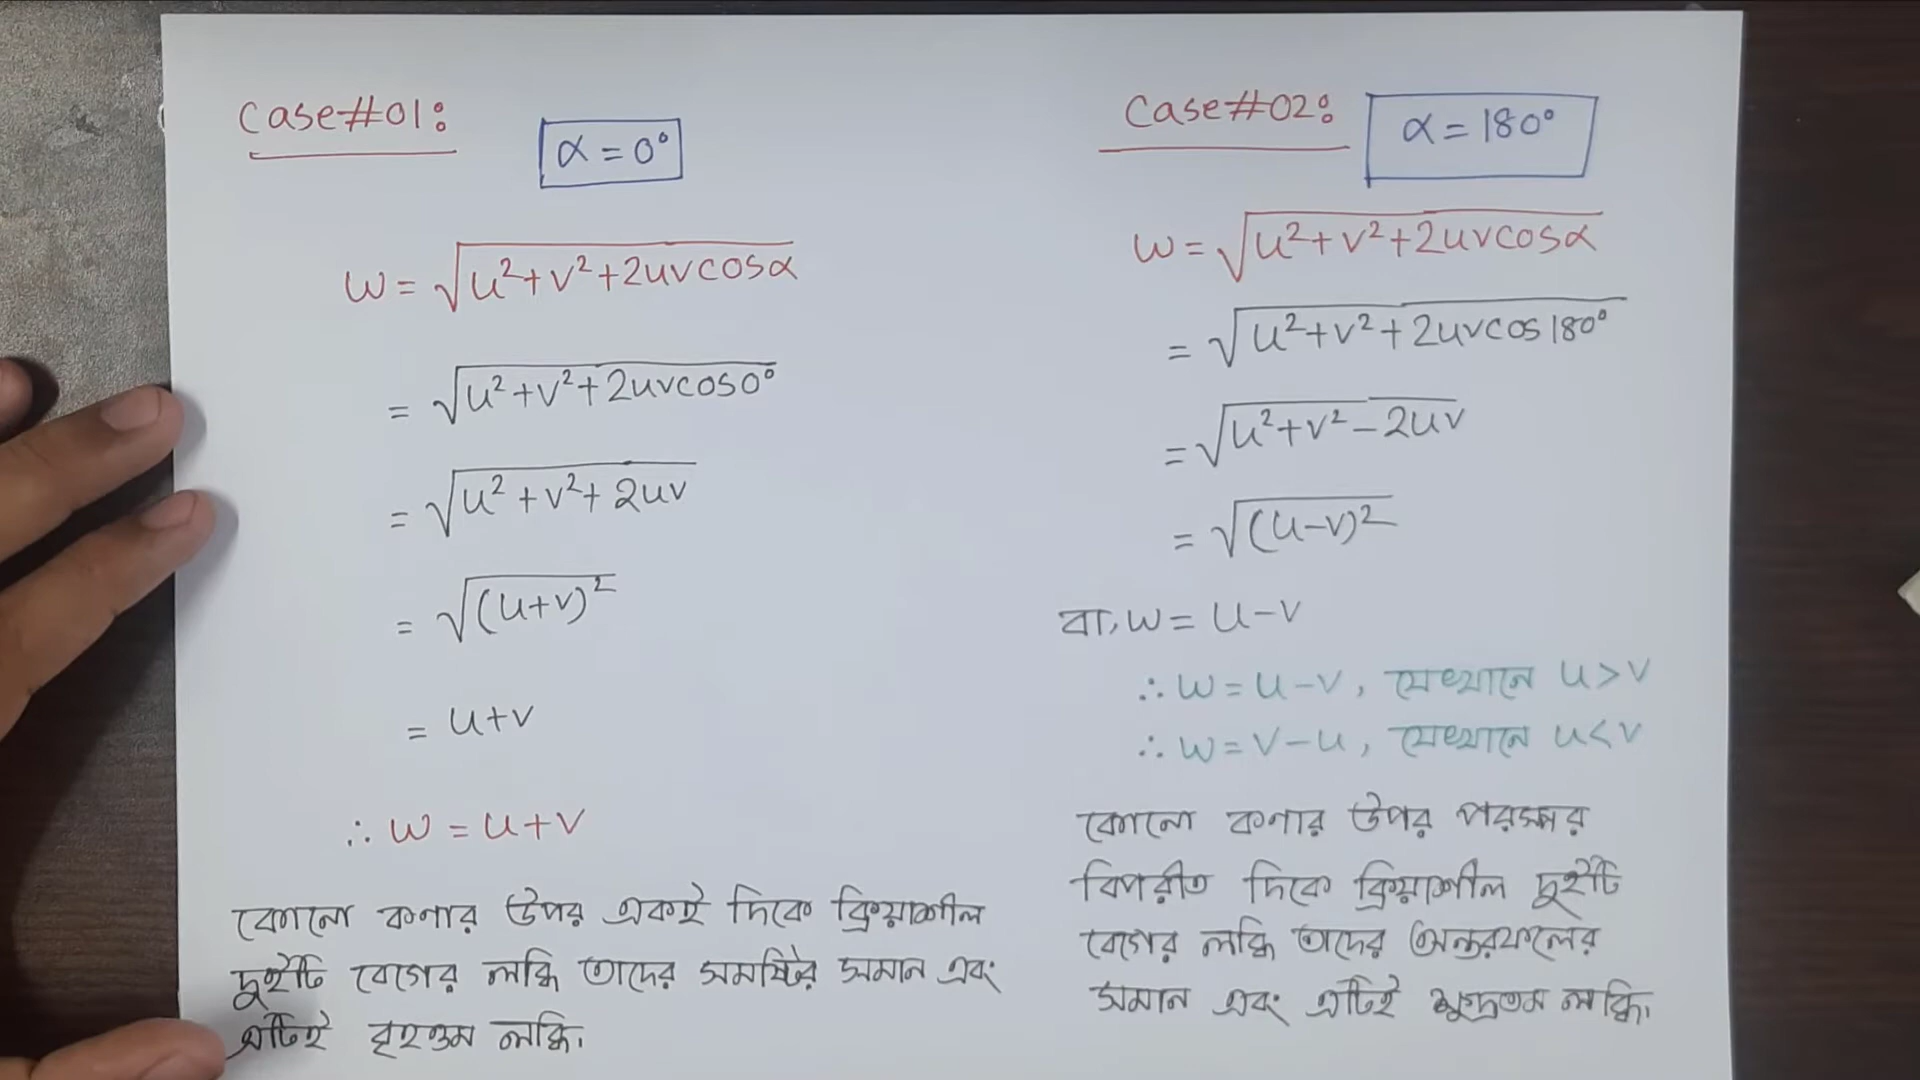 Case#01:
α = 0°
w = √(u²+v²+2uvcosα)
= √(u²+v²+2uvcos0°)
= √(u²+v²+2uv)
= √(u+v)²
= u+v
∴ w = u+v
কোনো কণার উপর একই দিকে ক্রিয়াশীল
দুইটি বেগের লব্ধি তাদের সমষ্টির সমান এবং
এটিই বৃহত্তম লব্ধি।
Case#02:
α = 180°
w = √(u²+v²+2uvcosα)
= √(u²+v²+2uvcos180°)
= √(u²+v²-2uv)
= √(u-v)²
বা, w = u-v
∴ w = u-v, যেখানে u>v
∴ w = v-u, যেখানে u<v
কোনো কণার উপর পরস্পর
বিপরীত দিকে ক্রিয়াশীল দুইটি
বেগের লব্ধি তাদের অন্তরফলের
সমান এবং এটিই ক্ষুদ্রতম লব্ধি।